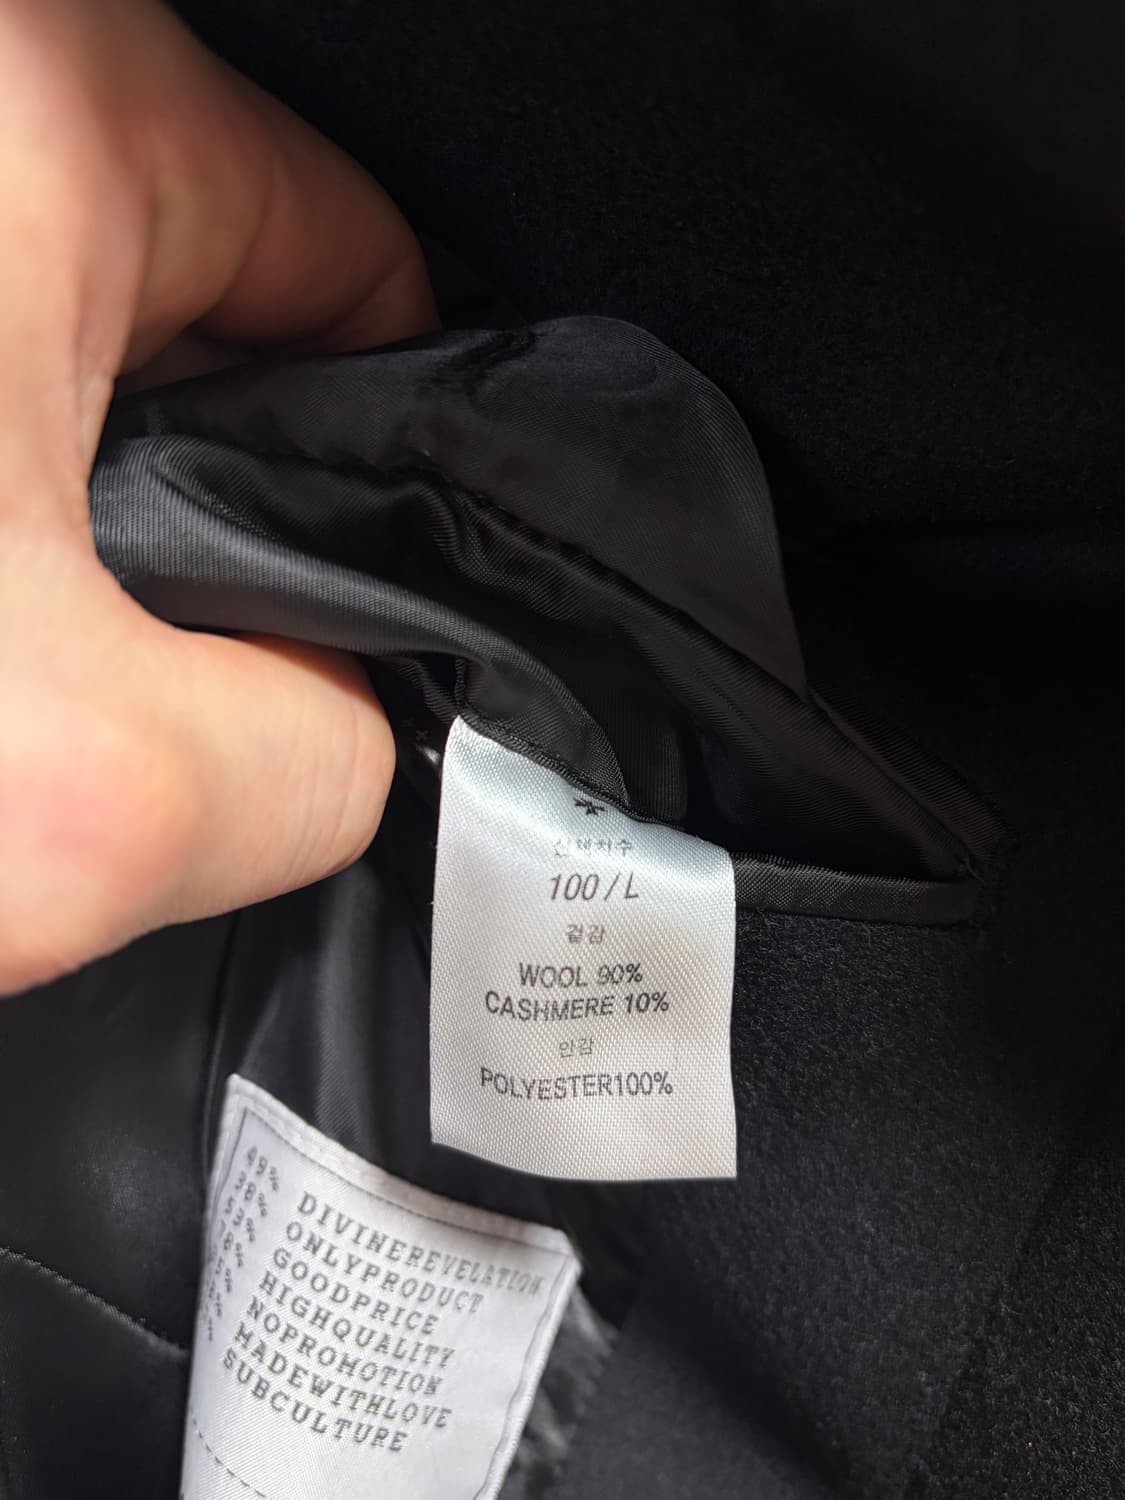 신체치수
100/L
겉감
WOOL 90%
CASHMERE 10%
안감
POLYESTER100%
DIVINEREVELATION
ONLYPRODUCT
GOODPRICE
HIGHQUALITY
NOPROMOTION
MADEWITHLOVE
SUBCULTURE